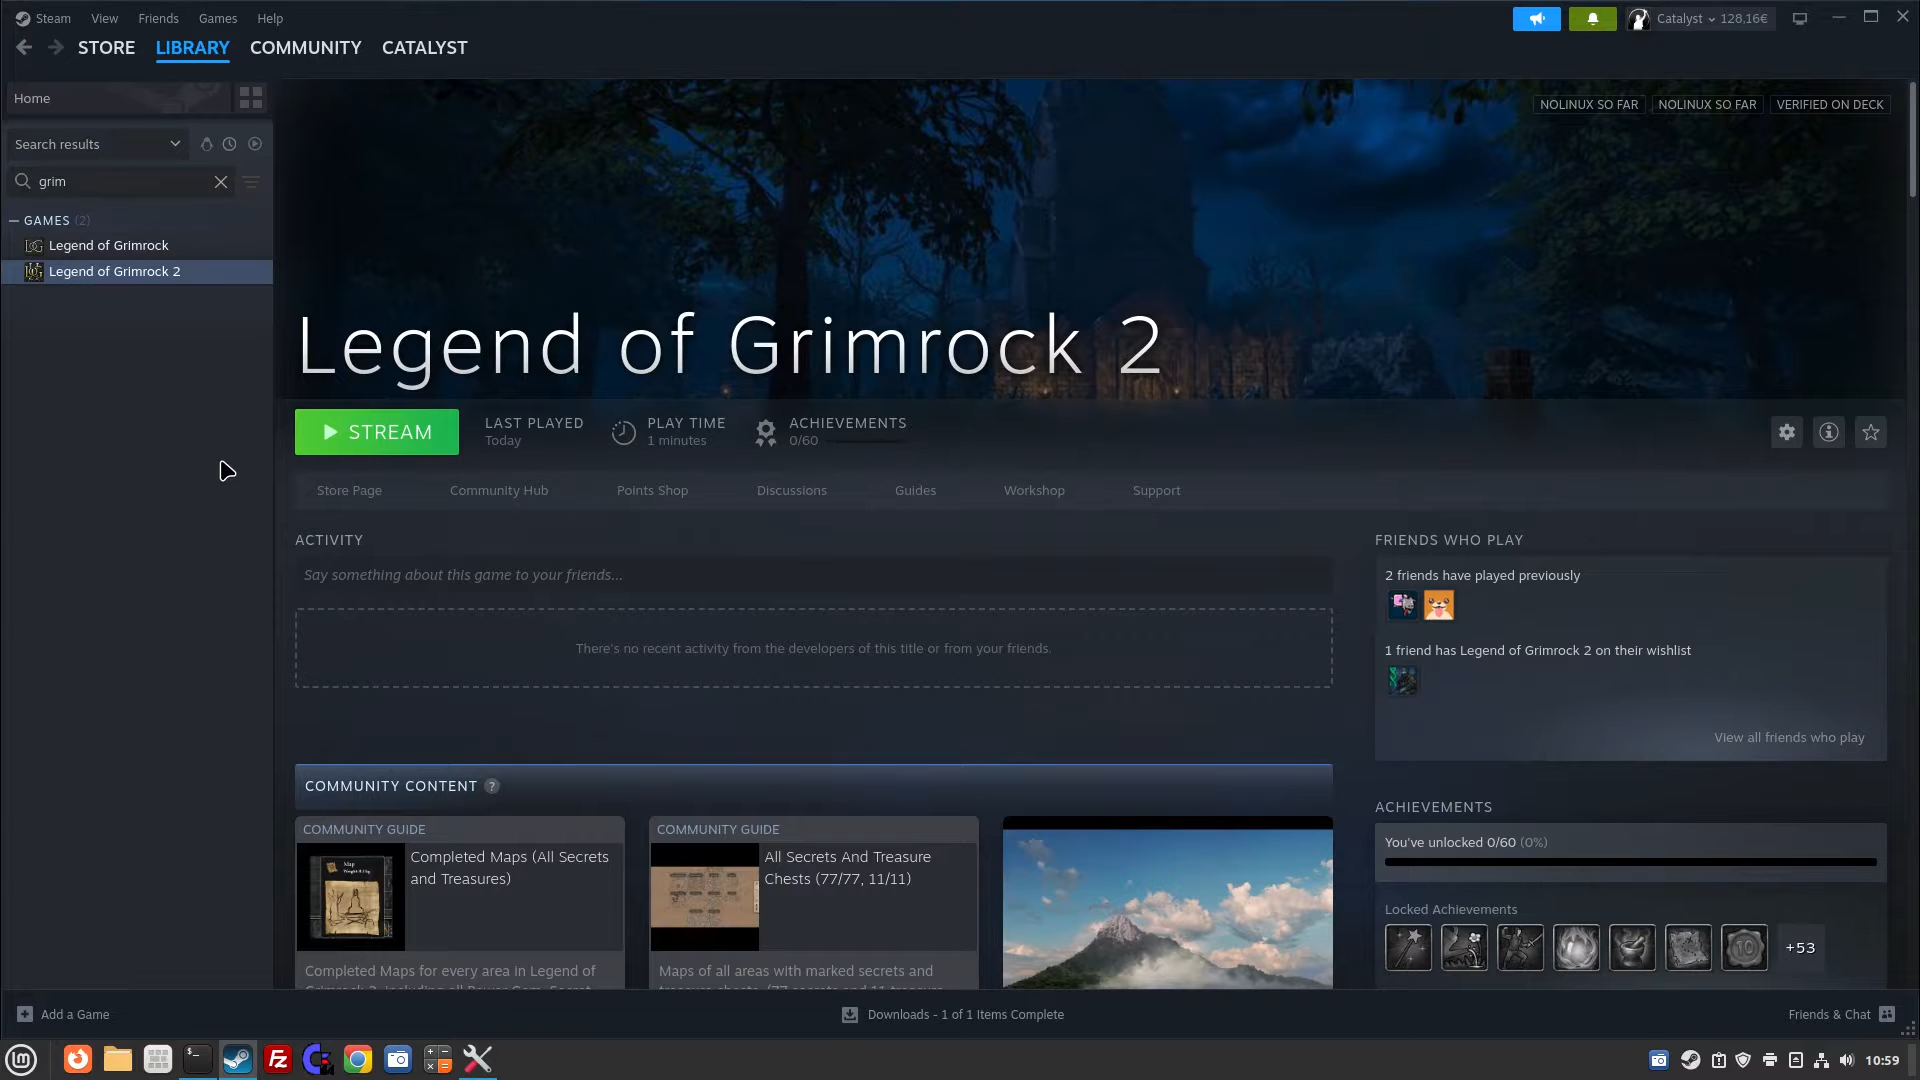 Steam View Friends Games Help
Catalyst 128,16€
STORE LIBRARY COMMUNITY CATALYST
Home
NOLINUX SO FAR NOLINUX SO FAR VERIFIED ON DECK
Search results
grim
GAMES (2)
Legend of Grimrock
Legend of Grimrock 2
Legend of Grimrock 2
STREAM
LAST PLAYED
Today
PLAY TIME
1 minutes
ACHIEVEMENTS
0/60
Store Page Community Hub Points Shop Discussions Guides Workshop Support
ACTIVITY
Say something about this game to your friends...
There's no recent activity from the developers of this title or from your friends.
FRIENDS WHO PLAY
2 friends have played previously
1 friend has Legend of Grimrock 2 on their wishlist
View all friends who play
COMMUNITY CONTENT ?
COMMUNITY GUIDE
Completed Maps (All Secrets
and Treasures)
Completed Maps for every area in Legend of
COMMUNITY GUIDE
All Secrets And Treasure
Chests (77/77, 11/11)
Maps of all areas with marked secrets and
ACHIEVEMENTS
You've unlocked 0/60 (0%)
Locked Achievements
10
+53
Add a Game
Downloads - 1 of 1 Items Complete
Friends & Chat
10:59